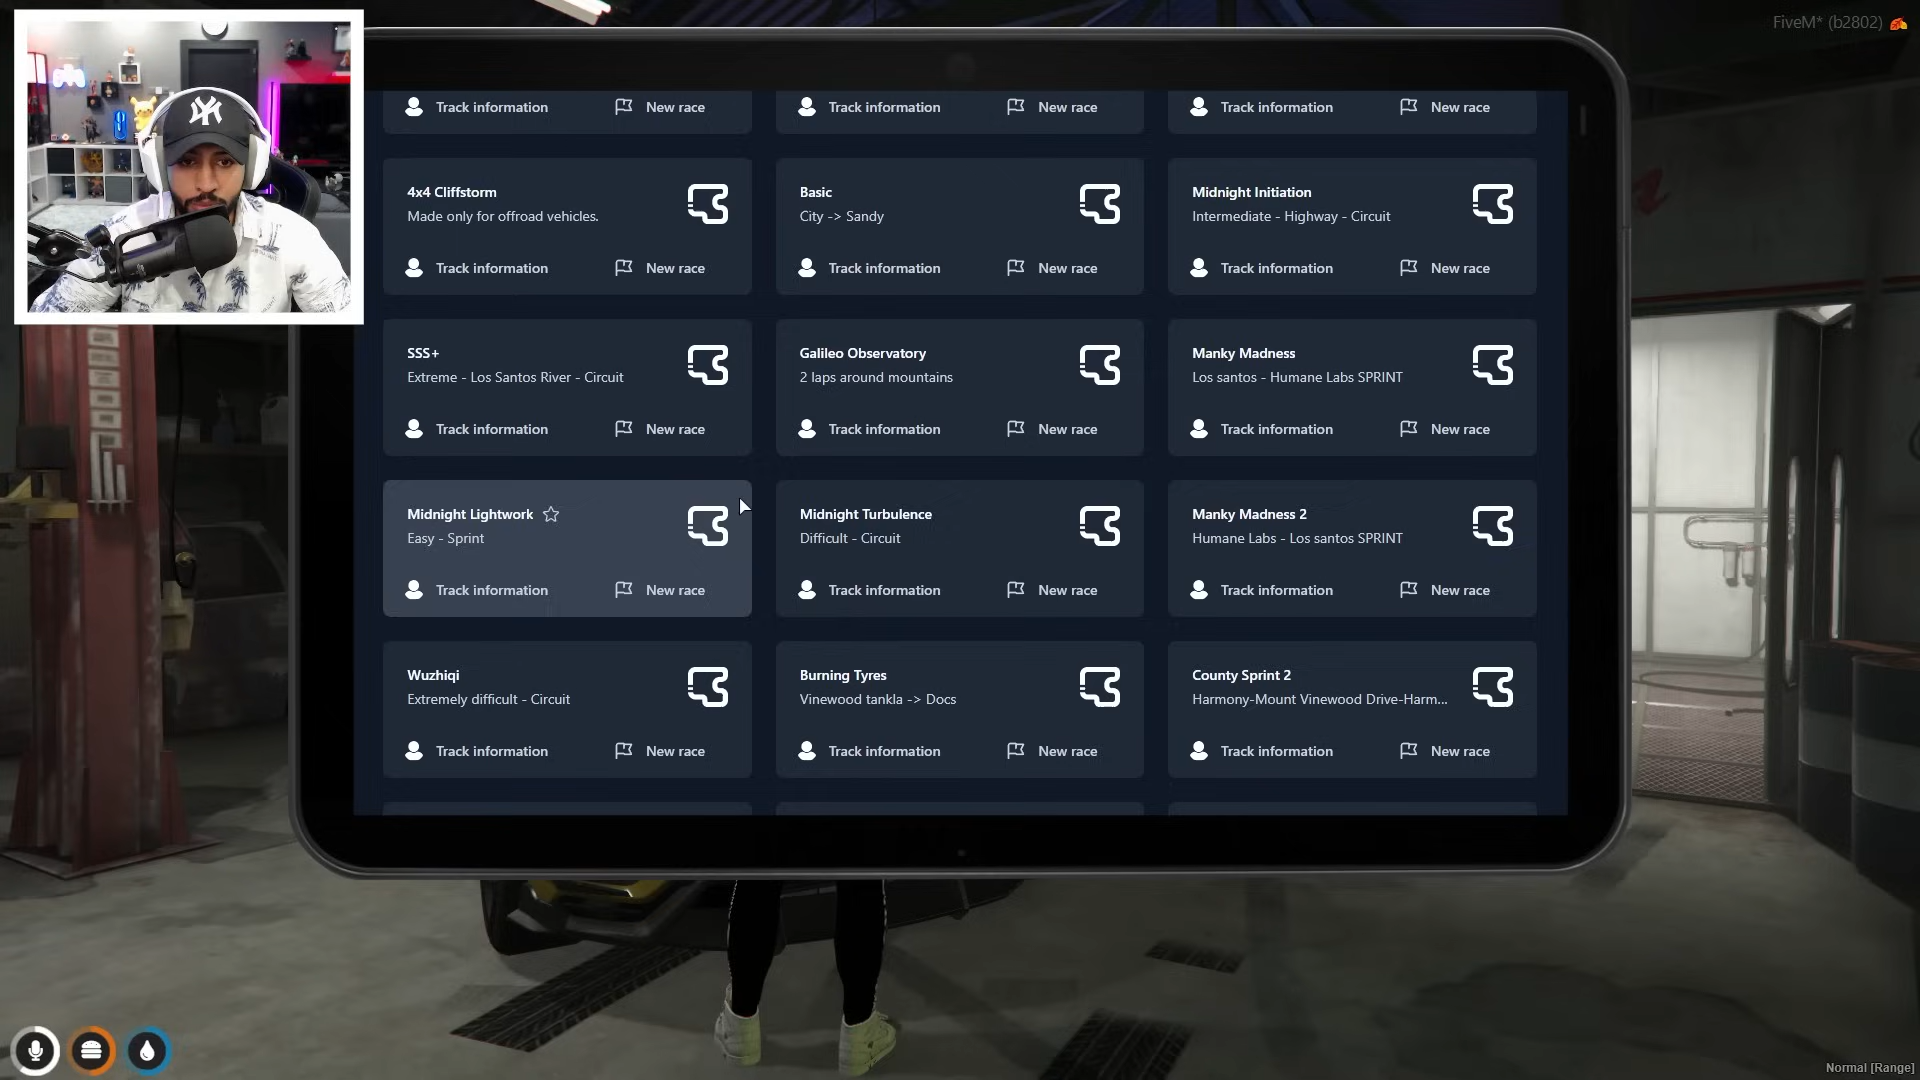 FiveM* (b2802)
Track information New race
Track information New race
Track information New race
4x4 Cliffstorm
Made only for offroad vehicles.
Track information New race
Basic
City -> Sandy
Track information New race
Midnight Initiation
Intermediate - Highway - Circuit
Track information New race
SSS+
Extreme - Los Santos River - Circuit
Track information New race
Galileo Observatory
2 laps around mountains
Track information New race
Manky Madness
Los santos - Humane Labs SPRINT
Track information New race
Midnight Lightwork
Easy - Sprint
Track information New race
Midnight Turbulence
Difficult - Circuit
Track information New race
Manky Madness 2
Humane Labs - Los santos SPRINT
Track information New race
Wuzhiqi
Extremely difficult - Circuit
Track information New race
Burning Tyres
Vinewood tankla -> Docs
Track information New race
County Sprint 2
Harmony-Mount Vinewood Drive-Harm...
Track information New race
Normal [Range]